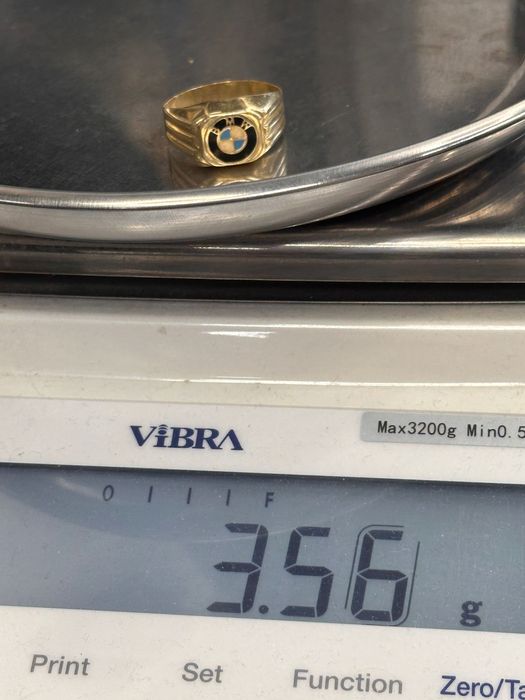 BMW
ViBRA
Max3200g Min0.5
0 F
3.56 g
Print Set Function Zero/Ta